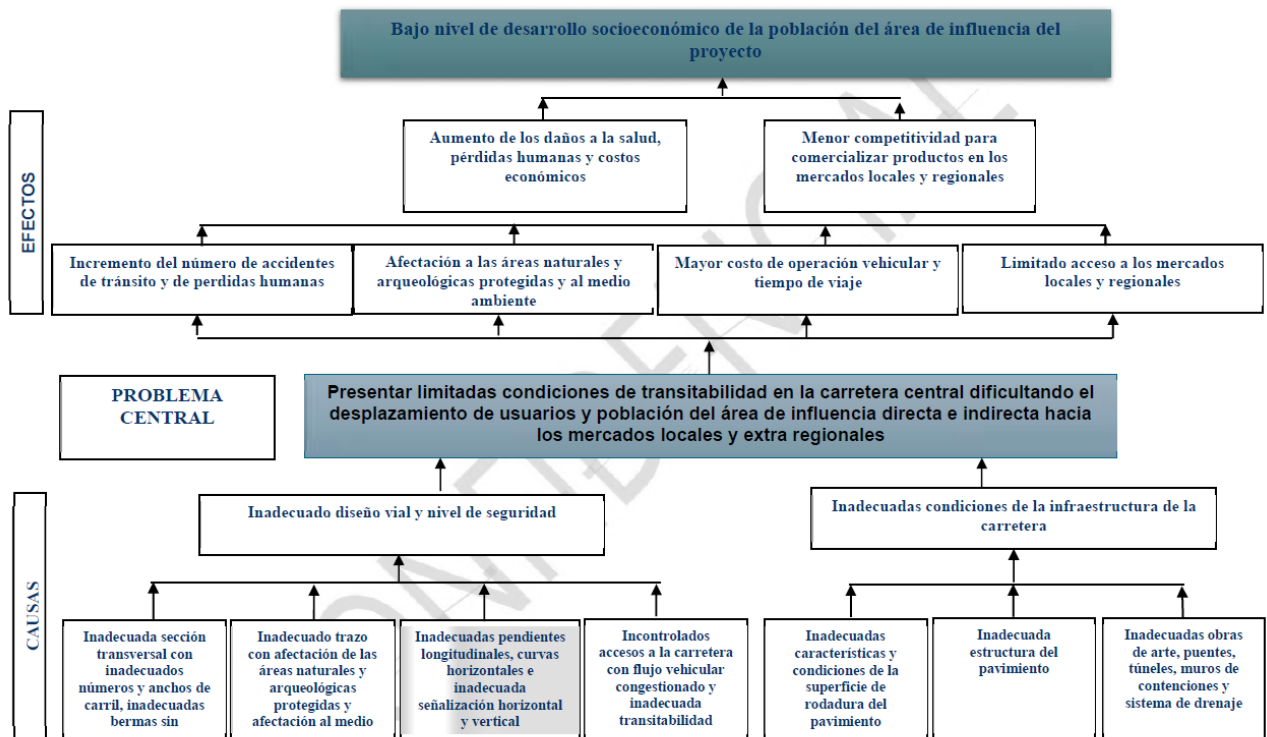 Bajo nivel de desarrollo socioeconómico de la población del área de influencia del
proyecto
EFECTOS
Aumento de los daños a la salud,
pérdidas humanas y costos
económicos
Menor competitividad para
comercializar productos en los
mercados locales y regionales
Incremento del número de accidentes
de tránsito y de perdidas humanas
Afectación a las áreas naturales y
arqueológicas protegidas y al medio
ambiente
Mayor costo de operación vehicular y
tiempo de viaje
Limitado acceso a los mercados
locales y regionales
PROBLEMA
CENTRAL
Presentar limitadas condiciones de transitabilidad en la carretera central dificultando el
desplazamiento de usuarios y población del área de influencia directa e indirecta hacia
los mercados locales y extra regionales
CAUSAS
Inadecuado diseño vial y nivel de seguridad
Inadecuadas condiciones de la infraestructura de la
carretera
Inadecuada sección
transversal con
inadecuados
números y anchos de
carril, inadecuadas
bermas sin
Inadecuado trazo
con afectación de las
áreas naturales y
arqueológicas
protegidas y
afectación al medio
Inadecuadas pendientes
longitudinales, curvas
horizontales e
inadecuada
señalización horizontal
y vertical
Incontrolados
accesos a la carretera
con flujo vehicular
congestionado y
inadecuada
transitabilidad
Inadecuadas
características y
condiciones de la
superficie de
rodadura del
pavimento
Inadecuada
estructura del
pavimento
Inadecuadas obras
de arte, puentes,
túneles, muros de
contenciones y
sistema de drenaje
CONFIDENCIAL